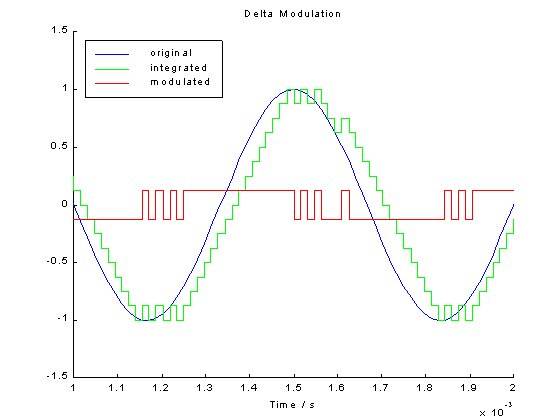 Delta Modulation
1.5
original
integrated
modulated
1
0.5
0
-0.5
-1
-1.5
1 1.1 1.2 1.3 1.4 1.5 1.6 1.7 1.8 1.9 2
Time / s
× 10⁻³